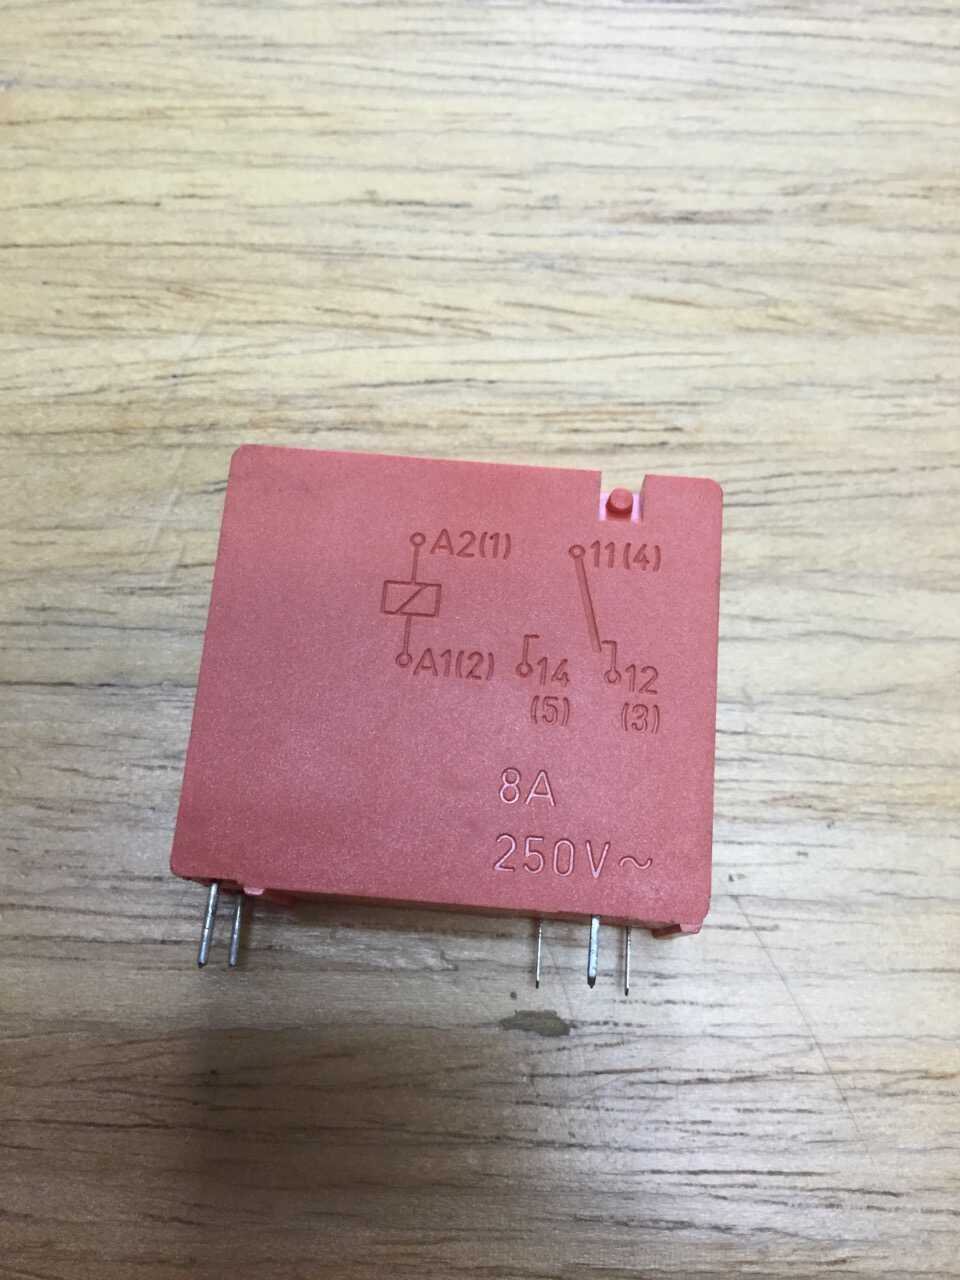 A2(1) 11(4)
A1(2) 14 12
(5) (3)
8A
250V~